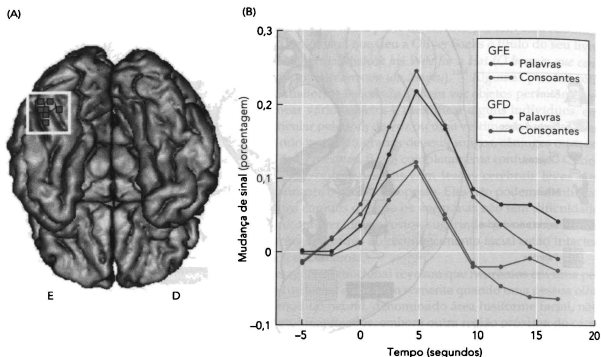 (A)
E
D
(B)
Mudança de sinal (porcentagem)
0,3
0,2
0,1
0
-0,1
-5
0
5
10
15
20
Tempo (segundos)
GFE
Palavras
Consoantes
GFD
Palavras
Consoantes